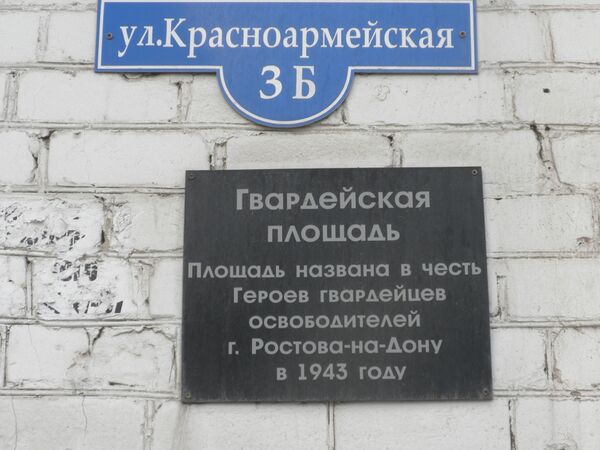 ул.Красноармейская
3Б
Гвардейская
площадь
Площадь названа в честь
Героев гвардейцев
освободителей
г. Ростова-на-Дону
в 1943 году